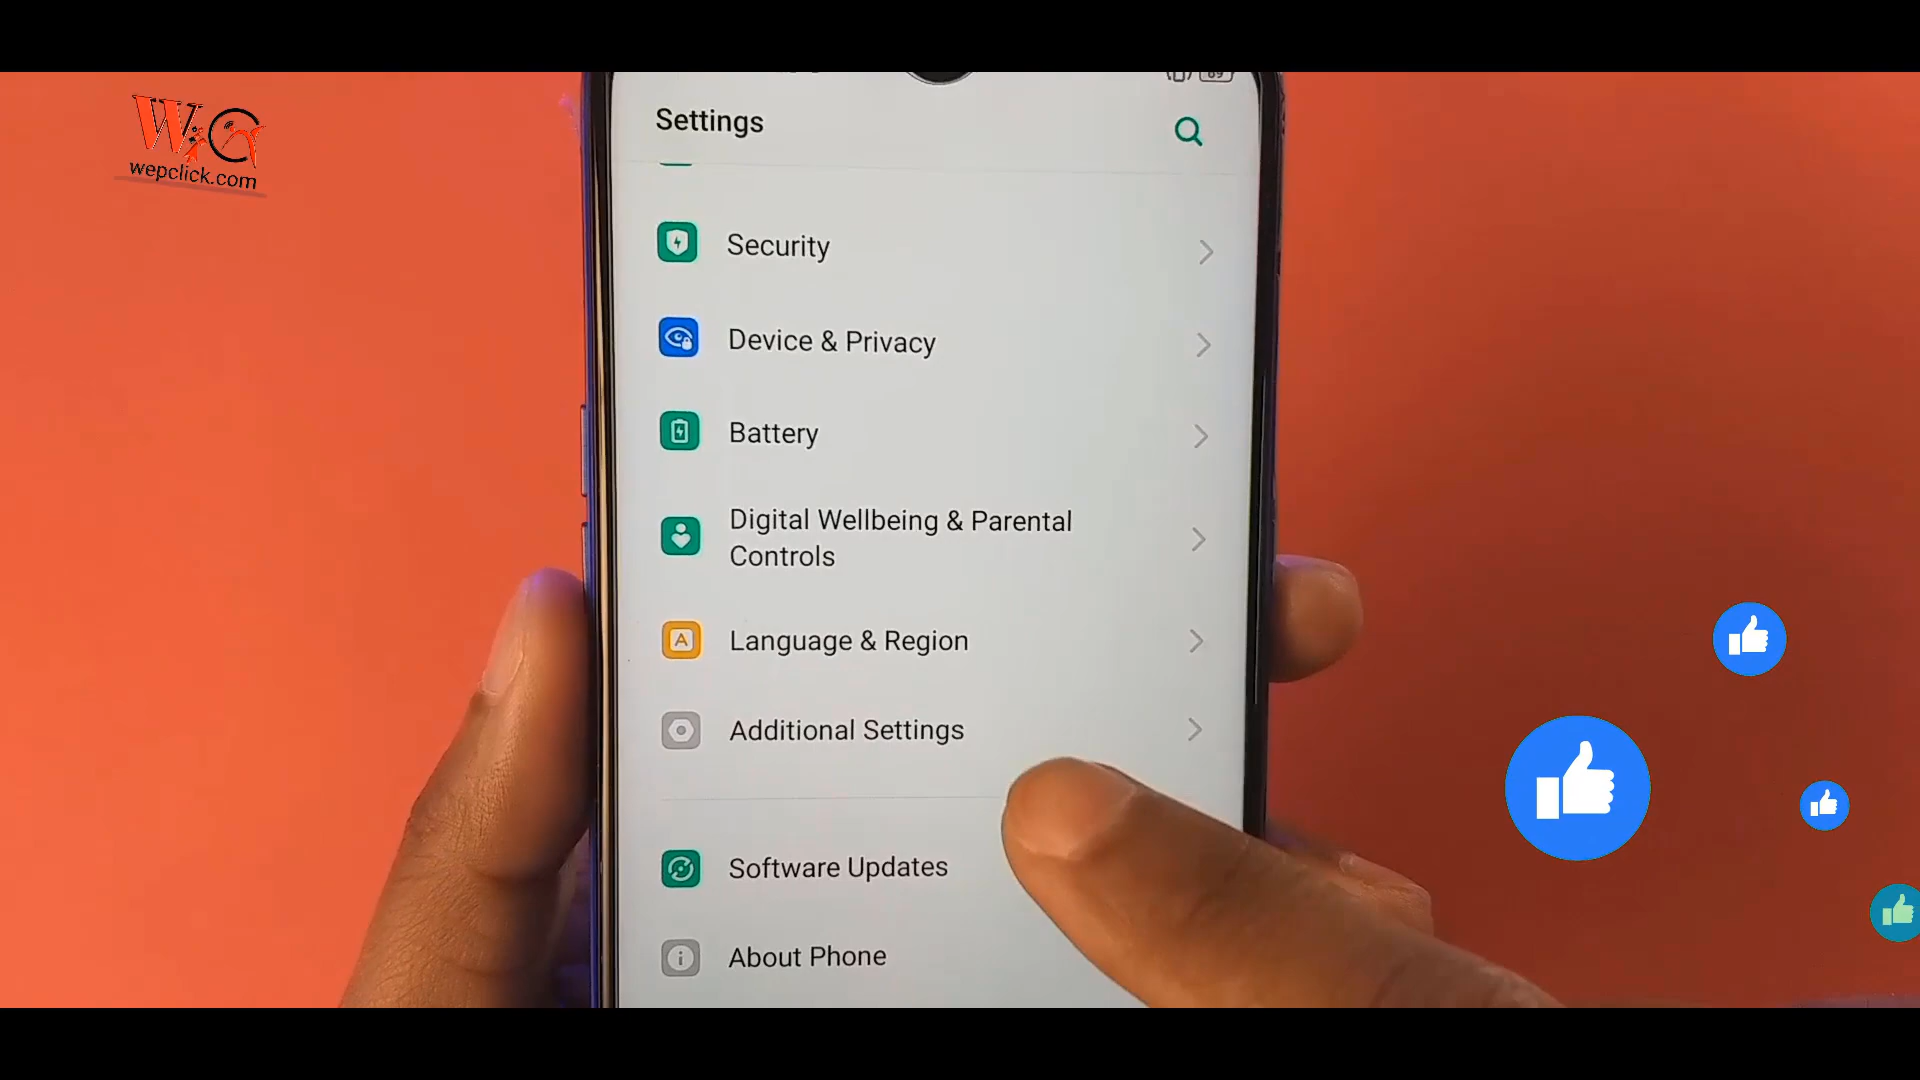 wepclick.com
69
Settings
Security
Device & Privacy
Battery
Digital Wellbeing & Parental
Controls
Language & Region
A
Additional Settings
Software Updates
About Phone